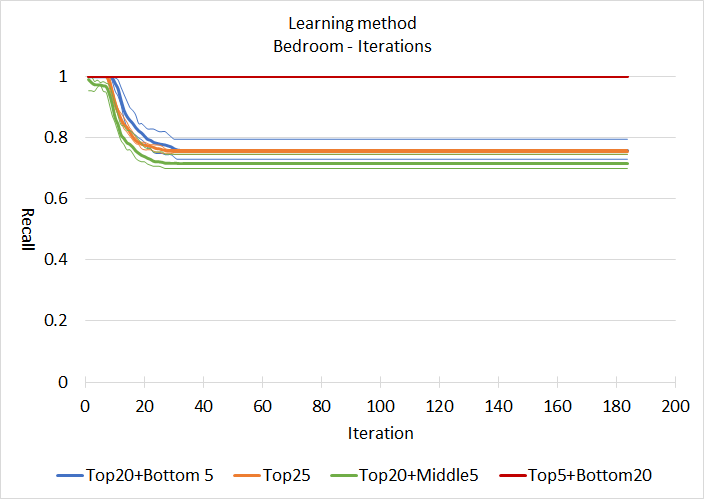 Learning method
Bedroom - Iterations
1
0.8
0.6
0.4
0.2
0
Recall
0 20 40 60 80 100 120 140 160 180 200
Iteration
Top20+Bottom 5 Top25 Top20+Middle5 Top5+Bottom20